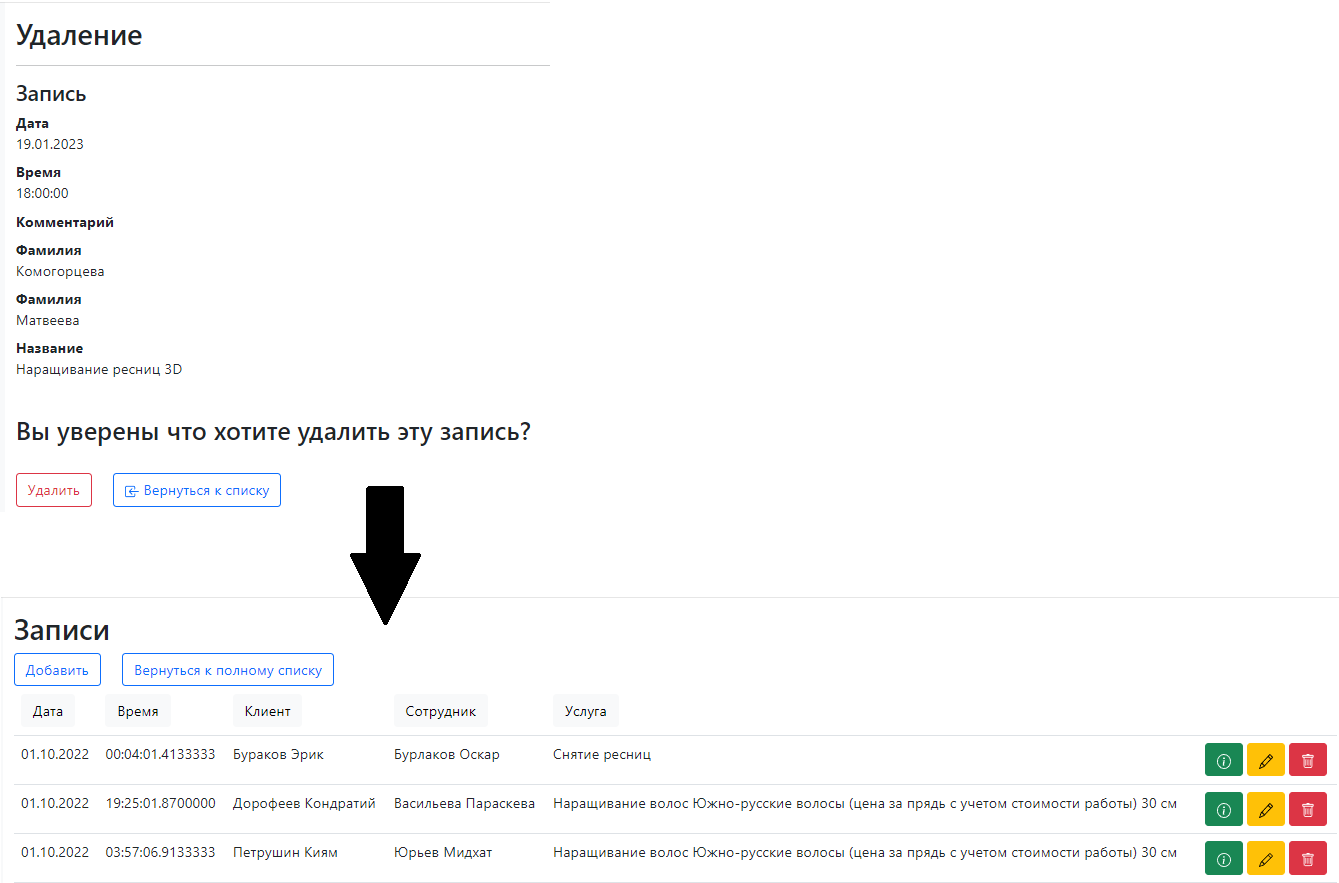 Удаление
Запись
Дата
19.01.2023
Время
18:00:00
Комментарий
Фамилия
Комогорцева
Фамилия
Матвеева
Название
Наращивание ресниц 3D
Вы уверены что хотите удалить эту запись?
Удалить Вернуться к списку
Записи
Добавить Вернуться к полному списку
Дата Время Клиент Сотрудник Услуга
01.10.2022 00:04:01.4133333 Бураков Эрик Бурлаков Оскар Снятие ресниц
01.10.2022 19:25:01.8700000 Дорофеев Кондратий Васильева Параскева Наращивание волос Южно-русские волосы (цена за прядь с учетом стоимости работы) 30 см
01.10.2022 03:57:06.9133333 Петрушин Киям Юрьев Мидхат Наращивание волос Южно-русские волосы (цена за прядь с учетом стоимости работы) 30 см